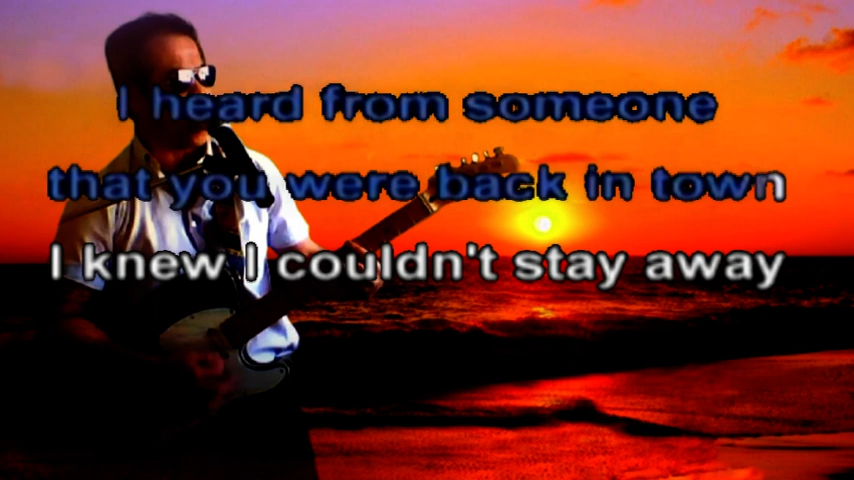 I heard from someone
that you were back in town
I knew I couldn't stay away